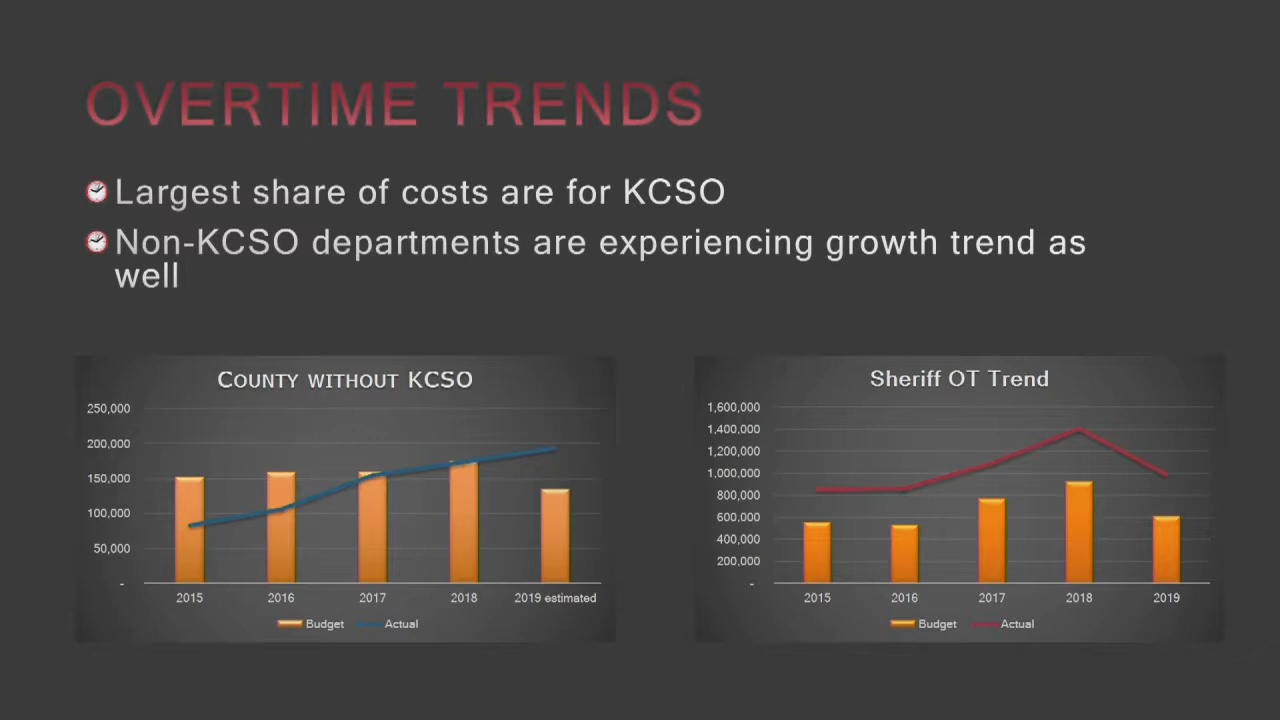 OVERTIME TRENDS
Largest share of costs are for KCSO
Non-KCSO departments are experiencing growth trend as
well
COUNTY WITHOUT KCSO
250,000
200,000
150,000
100,000
50,000
-
2015 2016 2017 2018 2019 estimated
Budget Actual
Sheriff OT Trend
1,600,000
1,400,000
1,200,000
1,000,000
800,000
600,000
400,000
200,000
-
2015 2016 2017 2018 2019
Budget Actual